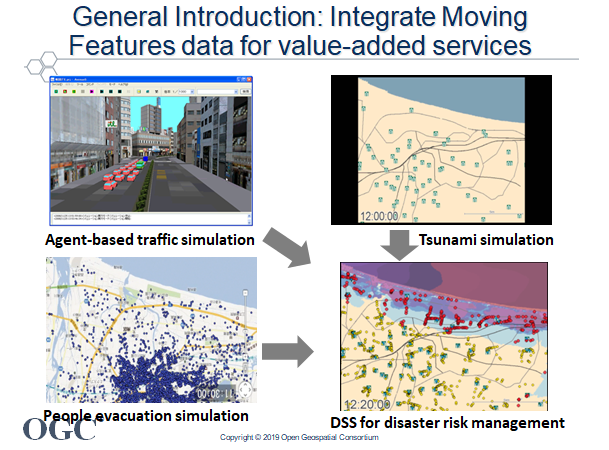 General Introduction: Integrate Moving
Features data for value-added services
12:00:00
Agent-based traffic simulation
Tsunami simulation
12:20:00
People evacuation simulation
DSS for disaster risk management
OGC
Copyright © 2019 Open Geospatial Consortium